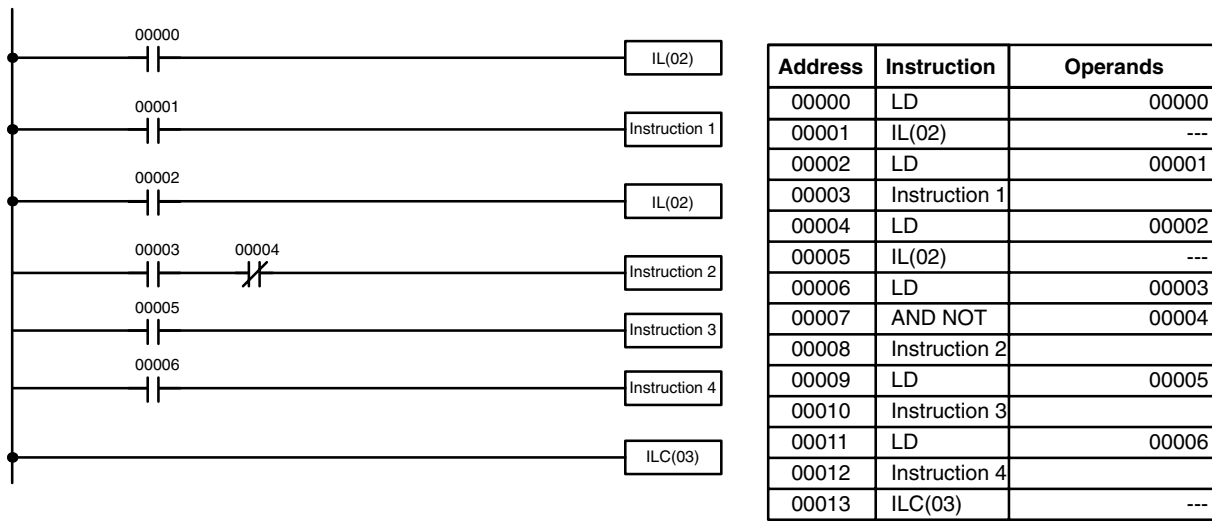 00000
IL(02)
00001
Instruction 1
00002
IL(02)
00003 00004
Instruction 2
00005
Instruction 3
00006
Instruction 4
ILC(03)
Address Instruction Operands
00000 LD 00000
00001 IL(02) ---
00002 LD 00001
00003 Instruction 1
00004 LD 00002
00005 IL(02) ---
00006 LD 00003
00007 AND NOT 00004
00008 Instruction 2
00009 LD 00005
00010 Instruction 3
00011 LD 00006
00012 Instruction 4
00013 ILC(03) ---